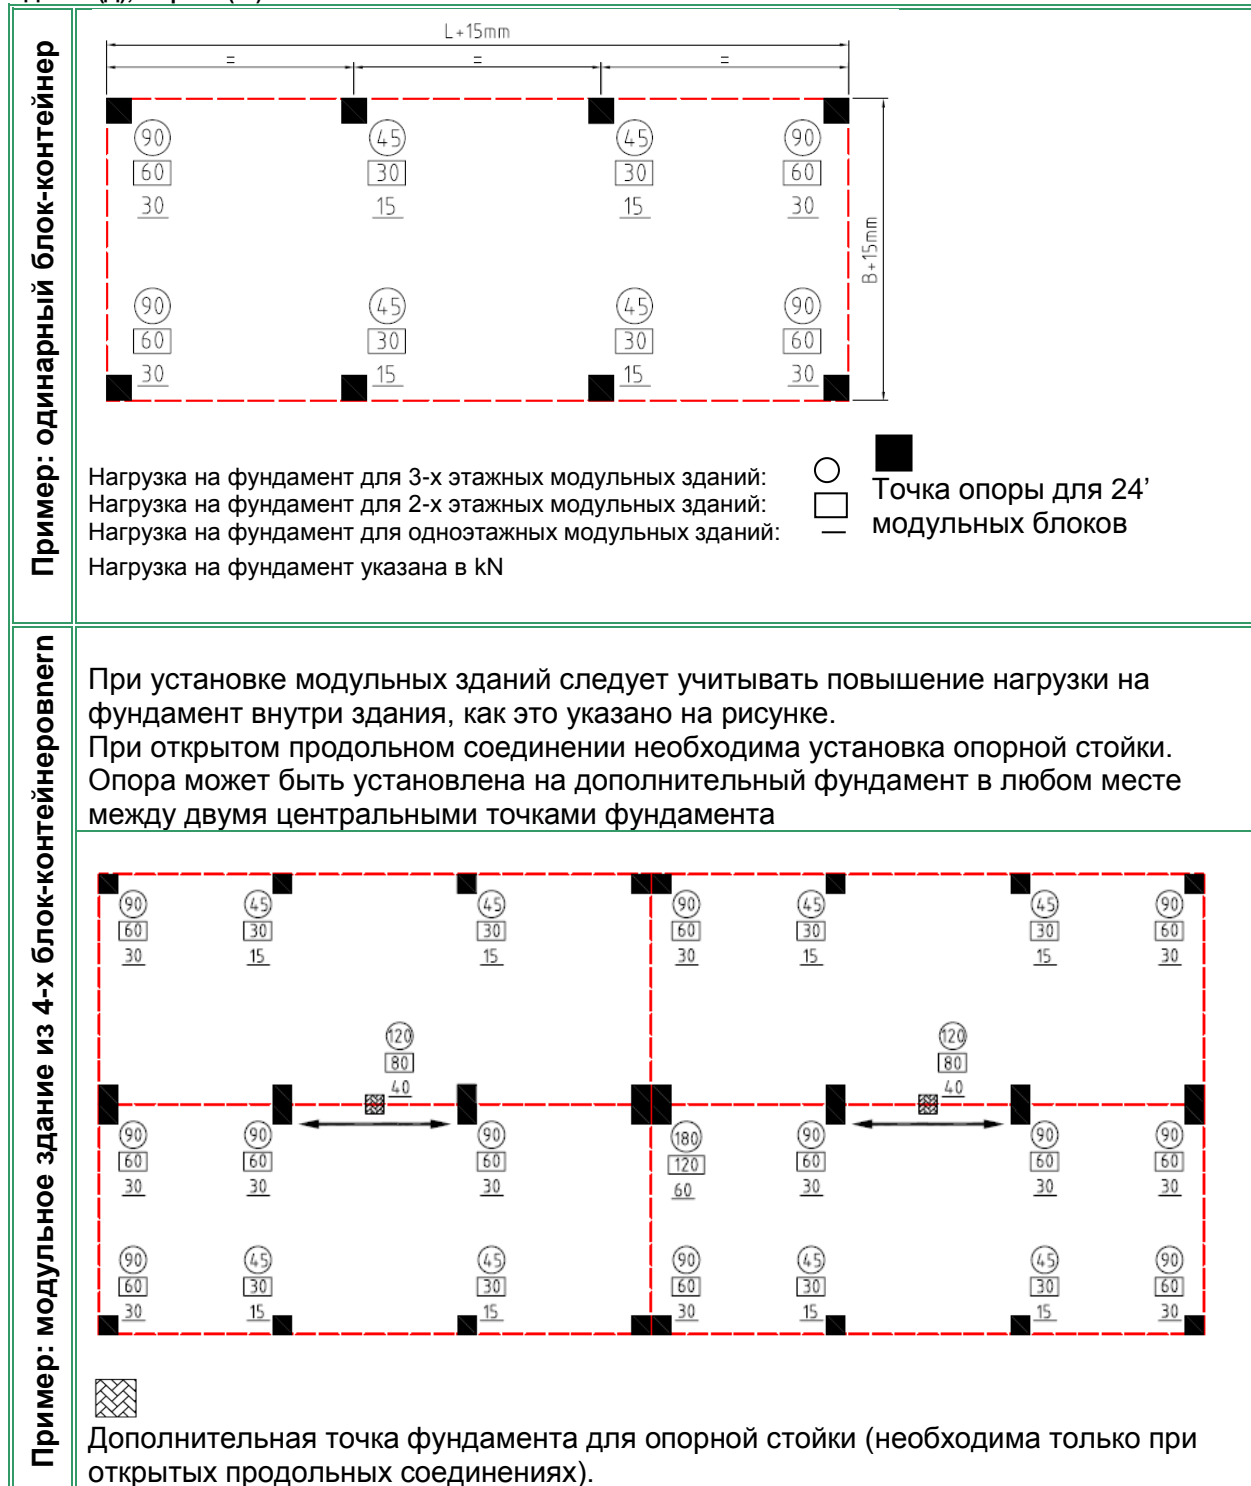 Пример: одинарный блок-контейнер
L+15mm
= = =
90 45 45 90
60 30 30 60
30 15 15 30
B+15mm
90 45 45 90
60 30 30 60
30 15 15 30
Нагрузка на фундамент для 3-х этажных модульных зданий:
Нагрузка на фундамент для 2-х этажных модульных зданий:
Нагрузка на фундамент для одноэтажных модульных зданий:
Нагрузка на фундамент указана в kN
Точка опоры для 24’
модульных блоков
Пример: модульное здание из 4-х блок-контейнеровnern
При установке модульных зданий следует учитывать повышение нагрузки на
фундамент внутри здания, как это указано на рисунке.
При открытом продольном соединении необходима установка опорной стойки.
Опора может быть установлена на дополнительный фундамент в любом месте
между двумя центральными точками фундамента
90 45 45 90 45 45 90
60 30 30 60 30 30 60
30 15 15 30 15 15 30
120 120
80 80
40 40
90 90 90 180 90 90 90
60 60 60 120 60 60 60
30 30 30 60 30 30 30
90 45 45 90 45 45 90
60 30 30 60 30 30 60
30 15 15 30 15 15 30
Дополнительная точка фундамента для опорной стойки (необходима только при
открытых продольных соединениях).